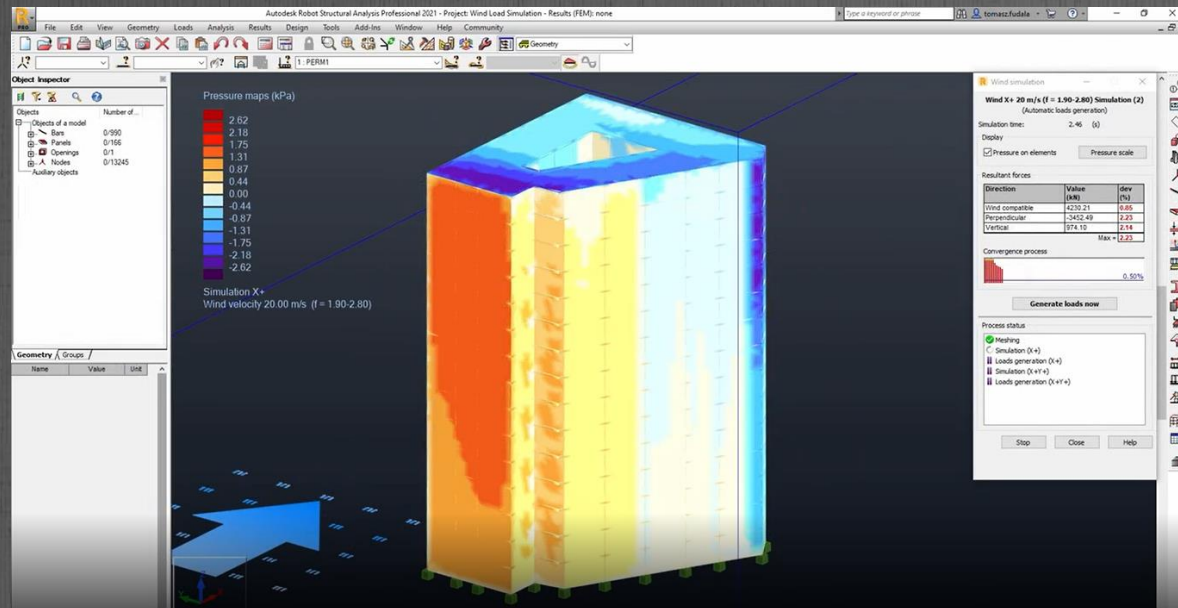 Autodesk Robot Structural Analysis Professional 2021 - Project: Wind Load Simulation - Results (FEM): none
Type a keyword or phrase
tomasz.fudala
PRO
File Edit View Geometry Loads Analysis Results Design Tools Add-Ins Window Help Community
Geometry
1 : PERM1
Object Inspector
Objects Number of...
Objects of a model
Bars 0/990
Panels 0/166
Openings 0/1
Nodes 0/13245
Auxiliary objects
Geometry Groups
Name Value Unit
Pressure maps (kPa)
2.62
2.18
1.75
1.31
0.87
0.44
0.00
-0.44
-0.87
-1.31
-1.75
-2.18
-2.62
Simulation X+
Wind velocity 20.00 m/s (f = 1.90-2.80)
Wind simulation
Wind X+ 20 m/s (f = 1.90-2.80) Simulation (2)
(Automatic loads generation)
Simulation time: 2.46 (s)
Display
Pressure on elements
Pressure scale
Resultant forces
Direction Value (kN) dev (%)
Wind compatible 4230.21 0.85
Perpendicular -3452.49 2.23
Vertical 974.10 2.14
Max = 2.23
Convergence process
0.50%
Generate loads now
Process status
Meshing
Simulation (X+)
Loads generation (X+)
Simulation (X+Y+)
Loads generation (X+Y+)
Stop Close Help